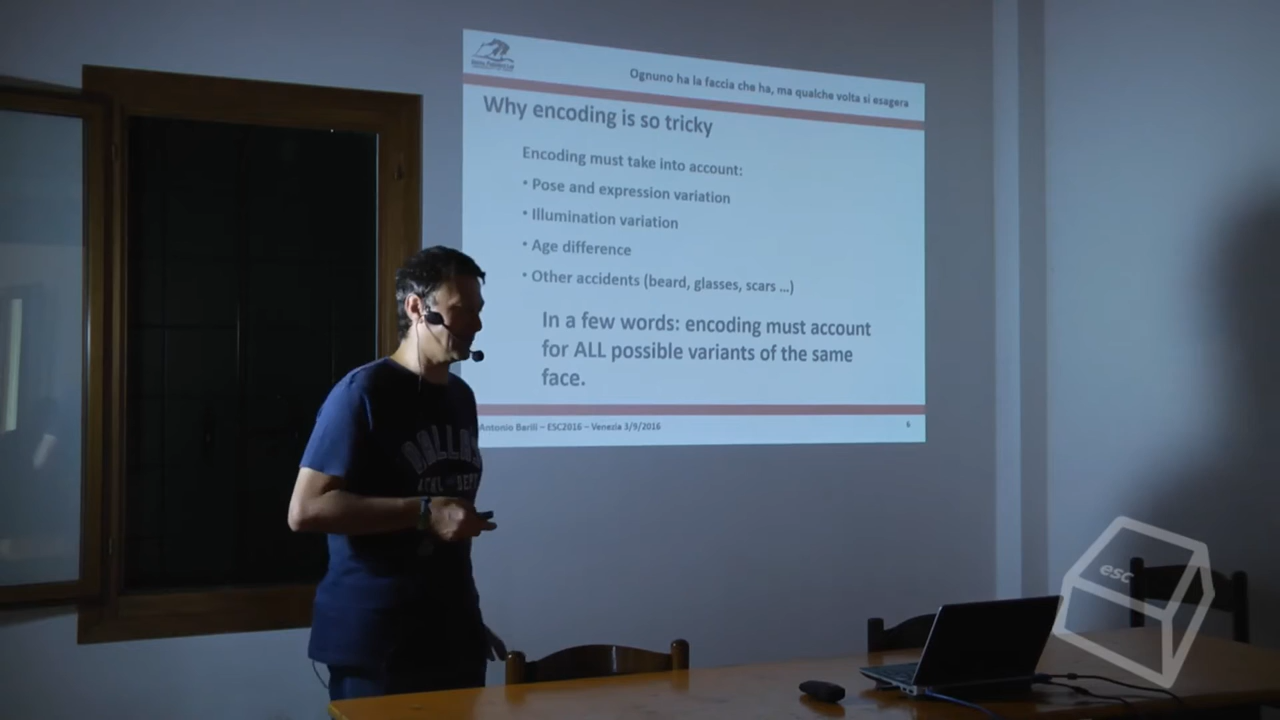 Ognuno ha la faccia che ha, ma qualche volta si esagera
Why encoding is so tricky
Encoding must take into account:
• Pose and expression variation
• Illumination variation
• Age difference
• Other accidents (beard, glasses, scars ...)
In a few words: encoding must account
for ALL possible variants of the same
face.
Antonio Barili – ESC2016 – Venezia 3/9/2016
6
DALLAS
DEPT
esc